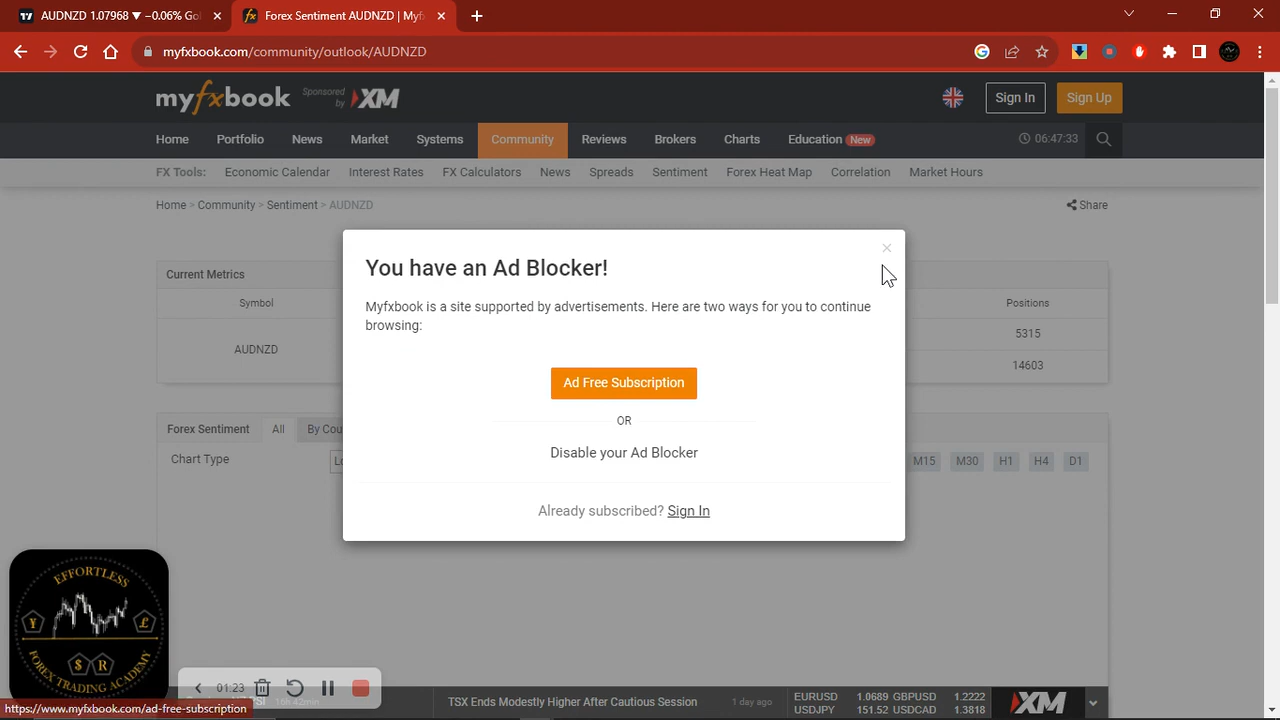 AUDNZD 1.07968 ▼ −0.06% Go
Forex Sentiment AUDNZD | Myf
myfxbook.com/community/outlook/AUDNZD
myfxbook Sponsored by XM
Sign In
Sign Up
Home Portfolio News Market Systems Community Reviews Brokers Charts Education New 06:47:33
FX Tools: Economic Calendar Interest Rates FX Calculators News Spreads Sentiment Forex Heat Map Correlation Market Hours
Home > Community > Sentiment > AUDNZD
Share
Current Metrics
Symbol Positions
AUDNZD
5315
14603
You have an Ad Blocker!
Myfxbook is a site supported by advertisements. Here are two ways for you to continue
browsing:
Ad Free Subscription
OR
Disable your Ad Blocker
Already subscribed? Sign In
Forex Sentiment All By Cou
Chart Type Lo M15 M30 H1 H4 D1
EFFORTLESS
¥ £
$ R
FOREX TRADING ACADEMY
01:23
16h 42min
TSX Ends Modestly Higher After Cautious Session 1 day ago
EURUSD 1.0689 GBPUSD 1.2222
USDJPY 151.52 USDCAD 1.3818
XM
https://www.myfxbook.com/ad-free-subscription